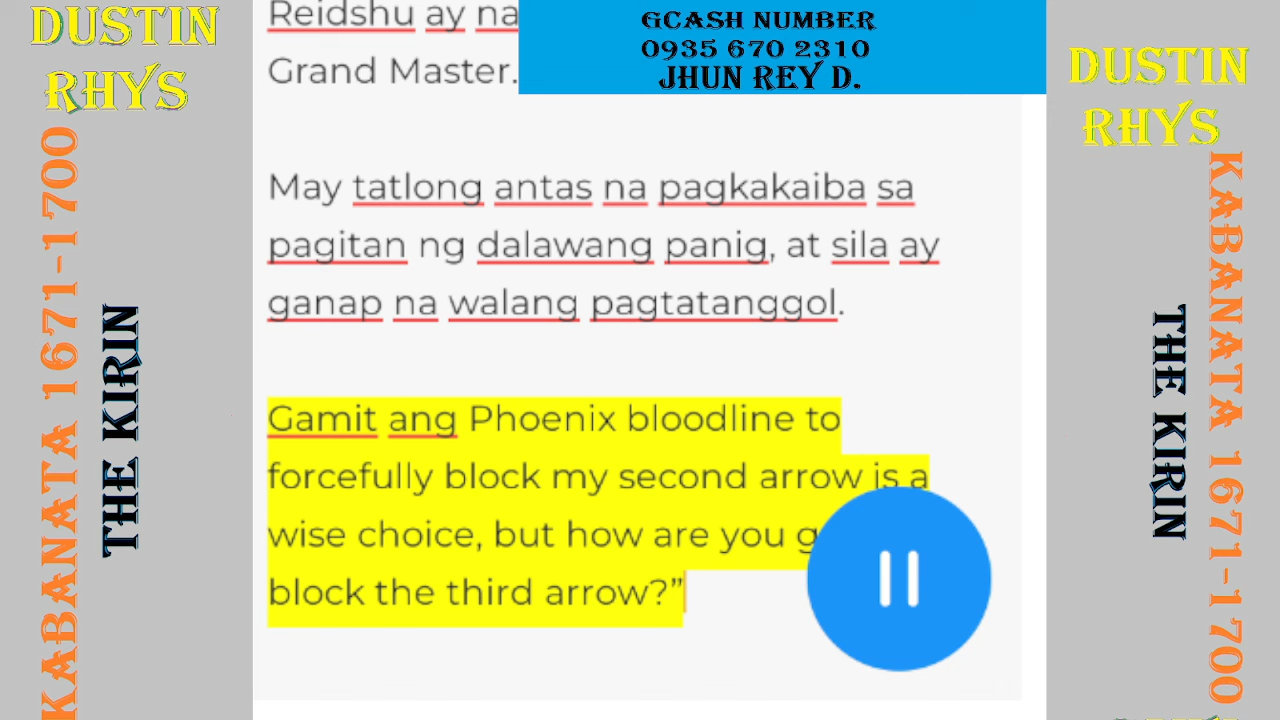 DUSTIN
RHYS
KABANATA 1671-1700
THE KIRIN
Reidshu ay na
Grand Master.
GCASH NUMBER
0935 670 2310
JHUN REY D.
May tatlong antas na pagkakaiba sa
pagitan ng dalawang panig, at sila ay
ganap na walang pagtatanggol.
Gamit ang Phoenix bloodline to
forcefully block my second arrow is a
wise choice, but how are you g
block the third arrow?”
DUSTIN
RHYS
KABANATA 1671-1700
THE KIRIN